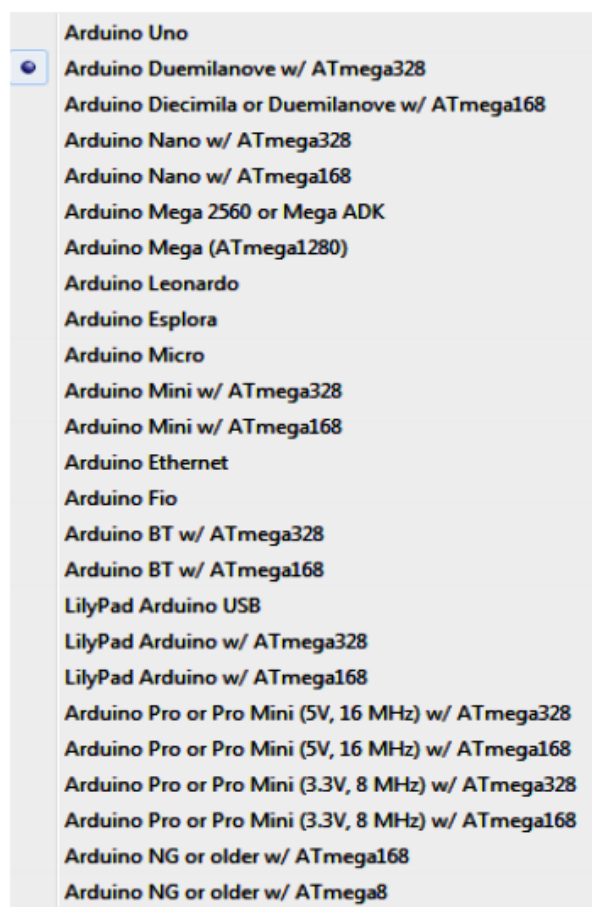 Arduino Uno
Arduino Duemilanove w/ ATmega328
Arduino Diecimila or Duemilanove w/ ATmega168
Arduino Nano w/ ATmega328
Arduino Nano w/ ATmega168
Arduino Mega 2560 or Mega ADK
Arduino Mega (ATmega1280)
Arduino Leonardo
Arduino Esplora
Arduino Micro
Arduino Mini w/ ATmega328
Arduino Mini w/ ATmega168
Arduino Ethernet
Arduino Fio
Arduino BT w/ ATmega328
Arduino BT w/ ATmega168
LilyPad Arduino USB
LilyPad Arduino w/ ATmega328
LilyPad Arduino w/ ATmega168
Arduino Pro or Pro Mini (5V, 16 MHz) w/ ATmega328
Arduino Pro or Pro Mini (5V, 16 MHz) w/ ATmega168
Arduino Pro or Pro Mini (3.3V, 8 MHz) w/ ATmega328
Arduino Pro or Pro Mini (3.3V, 8 MHz) w/ ATmega168
Arduino NG or older w/ ATmega168
Arduino NG or older w/ ATmega8